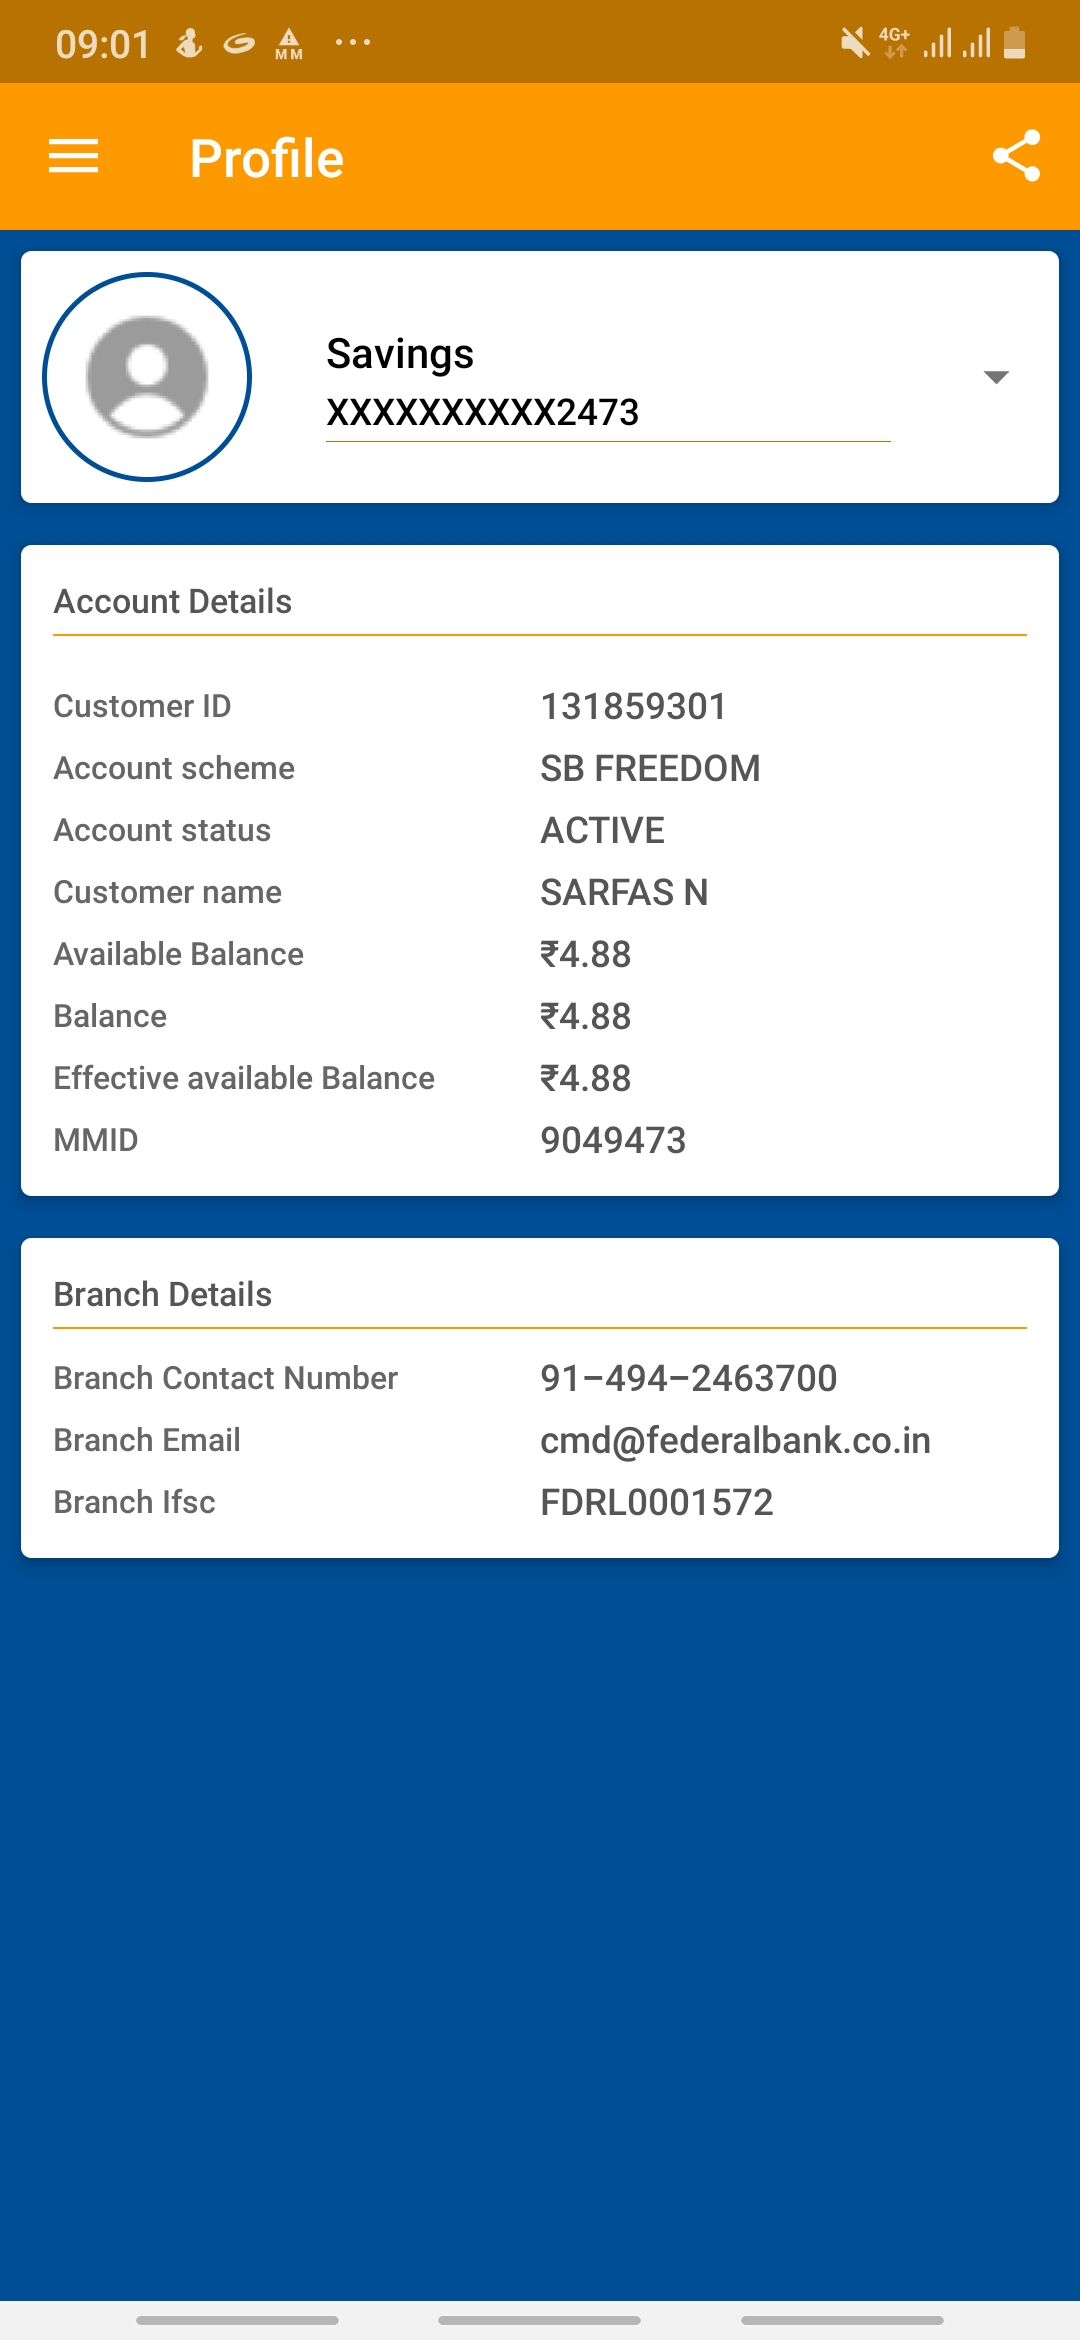 09:01 MM ... 4G+
Profile
Savings
XXXXXXXXXX2473
Account Details
Customer ID 131859301
Account scheme SB FREEDOM
Account status ACTIVE
Customer name SARFAS N
Available Balance ₹4.88
Balance ₹4.88
Effective available Balance ₹4.88
MMID 9049473
Branch Details
Branch Contact Number 91-494-2463700
Branch Email cmd@federalbank.co.in
Branch Ifsc FDRL0001572